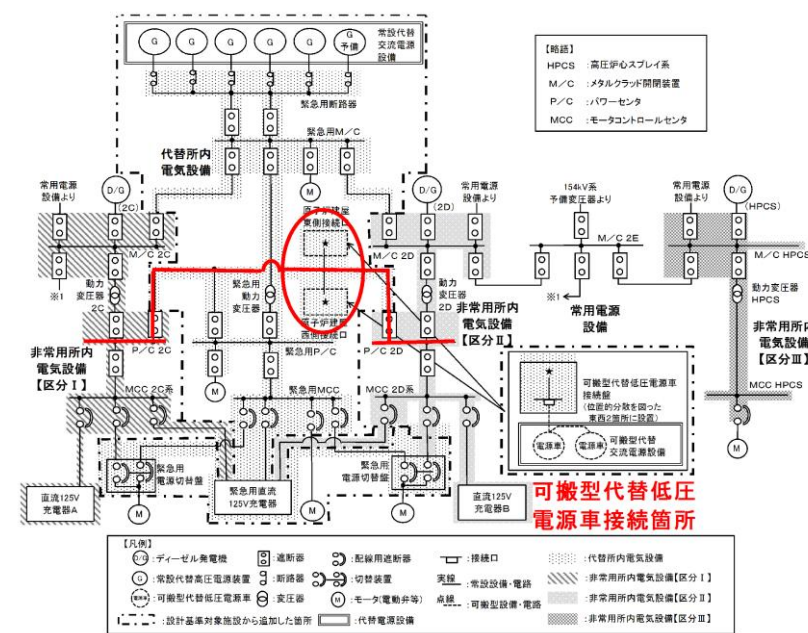 G
G
G
G
G
G
予備
常設代替
交流電源
設備
緊急用断路器
緊急用M/C
代替所内
電気設備
【略語】
HPCS :高圧炉心スプレイ系
M/C :メタルクラッド開閉装置
P/C :パワーセンタ
MCC :モータコントロールセンタ
常用電源
設備より
D/G
(2C)
M/C 2C
※1
動力
変圧器
2C
P/C 2C
非常用所内
電気設備
【区分Ⅰ】
MCC 2C系
M
原子炉建屋
東側接続口
原子炉建屋
西側接続口
緊急用
動力
変圧器
M
緊急用P/C
緊急用MCC
D/G
(2D)
常用電源
設備より
M/C 2D
動力
変圧器
2D
P/C 2D
非常用所内
電気設備
【区分Ⅱ】
MCC 2D系
154kV系
予備変圧器より
M/C 2E
※1
常用電源
設備
常用電源
設備より
D/G
(HPCS)
M/C HPCS
動力変圧器
HPCS
非常用所
電気設備
【区分Ⅲ】
MCC HPCS
M
可搬型代替低圧電源車
接続盤
(位置的分散を図った
東西2箇所に設置)
電源車
電源車
可搬型代替
交流電源設備
緊急用
電源切替盤
緊急用
電源切替盤
直流125V
充電器A
M
緊急用直流
125V充電器
M
M
直流125V
充電器B
可搬型代替低圧
電源車接続箇所
【凡例】
D/G :ディーゼル発電機
:遮断器
:配線用遮断器
:接続口
:代替所内電気設備
G :常設代替高圧電源装置
:断路器
:切替装置
実線 :常設設備・電路
:非常用所内電気設備【区分Ⅰ】
電源車 :可搬型代替低圧電源車
:変圧器
M :モータ(電動弁等)
点線 :可搬型設備・電路
:非常用所内電気設備【区分Ⅱ】
:設計基準対象施設から追加した箇所
:代替電源設備
:非常用所内電気設備【区分Ⅲ】